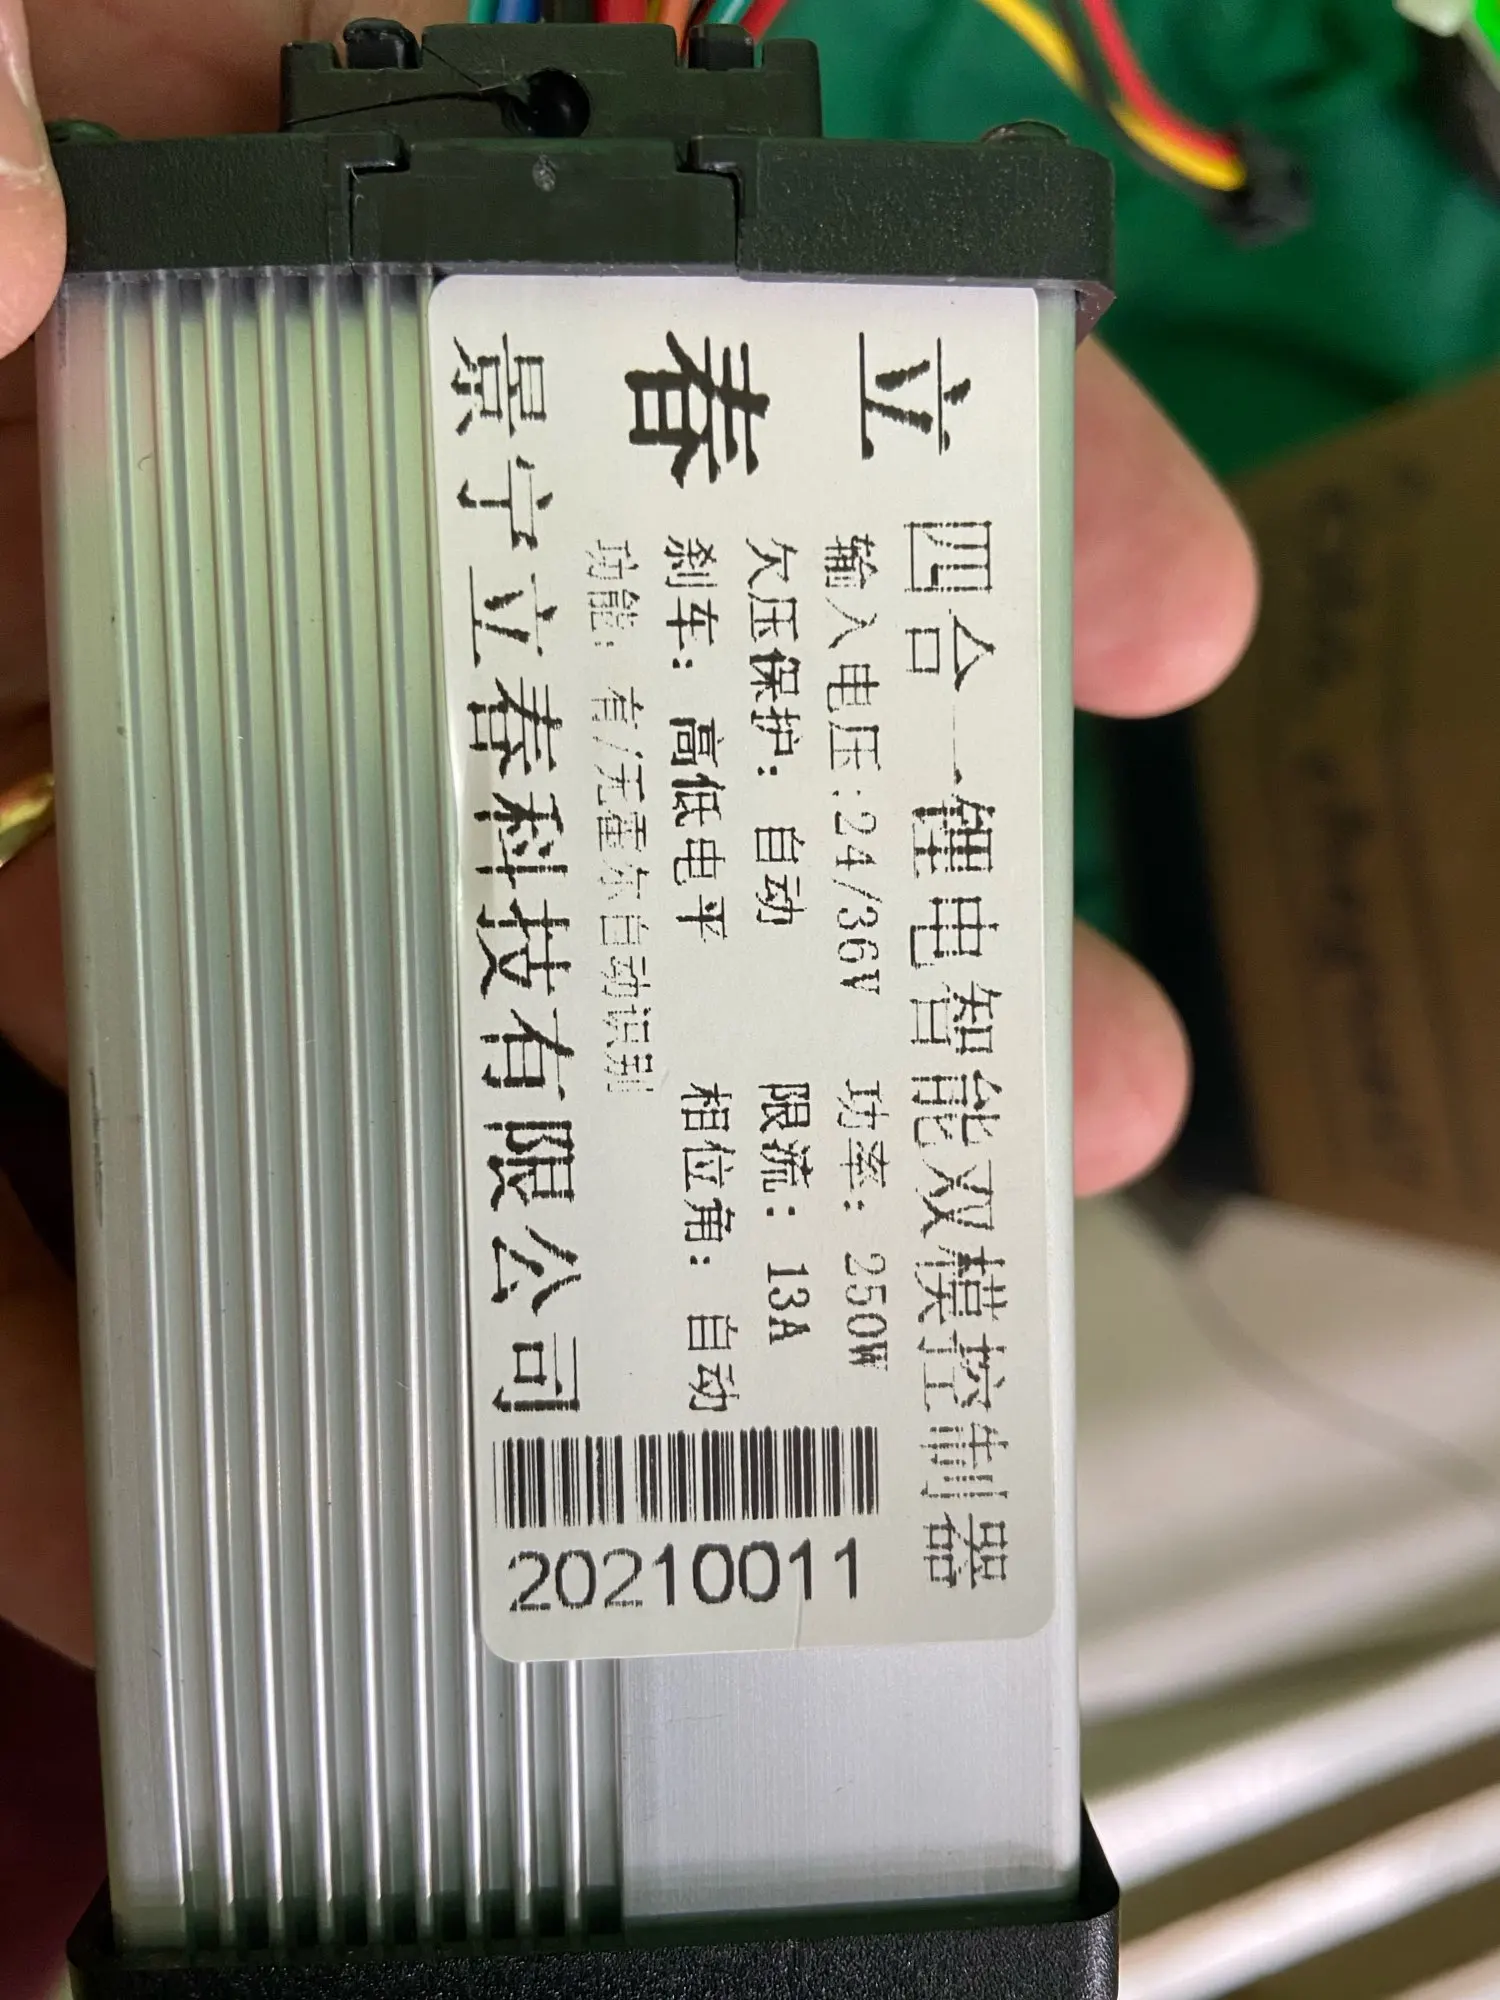 立春
四合一锂电智能双模控制器
输入电压:24/36V 功率: 250W
欠压保护: 自动 限流: 13A
刹车: 高低电平 相位角: 自动
功能: 有/无霍尔自动识别
景宁立春科技有限公司
20210011